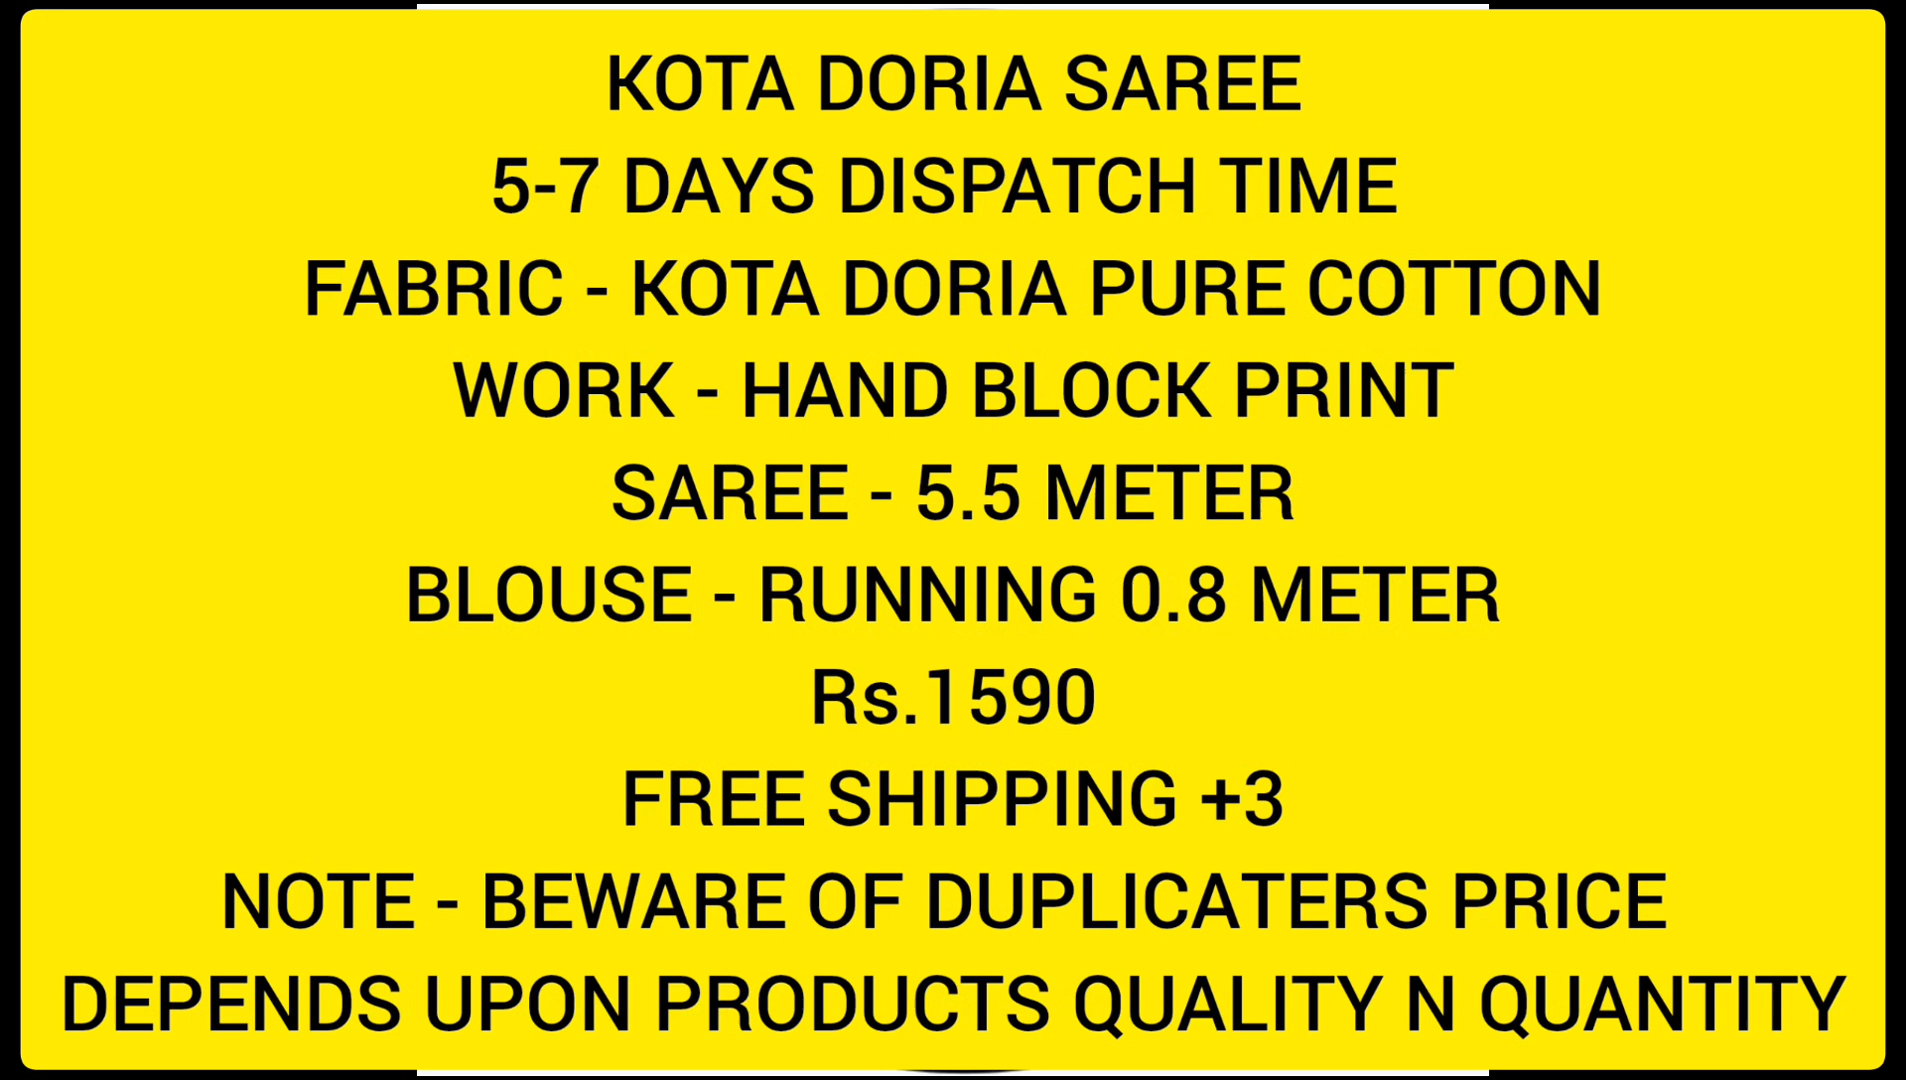 KOTA DORIA SAREE
5-7 DAYS DISPATCH TIME
FABRIC - KOTA DORIA PURE COTTON
WORK - HAND BLOCK PRINT
SAREE - 5.5 METER
BLOUSE - RUNNING 0.8 METER
Rs.1590
FREE SHIPPING +3
NOTE - BEWARE OF DUPLICATERS PRICE
DEPENDS UPON PRODUCTS QUALITY N QUANTITY